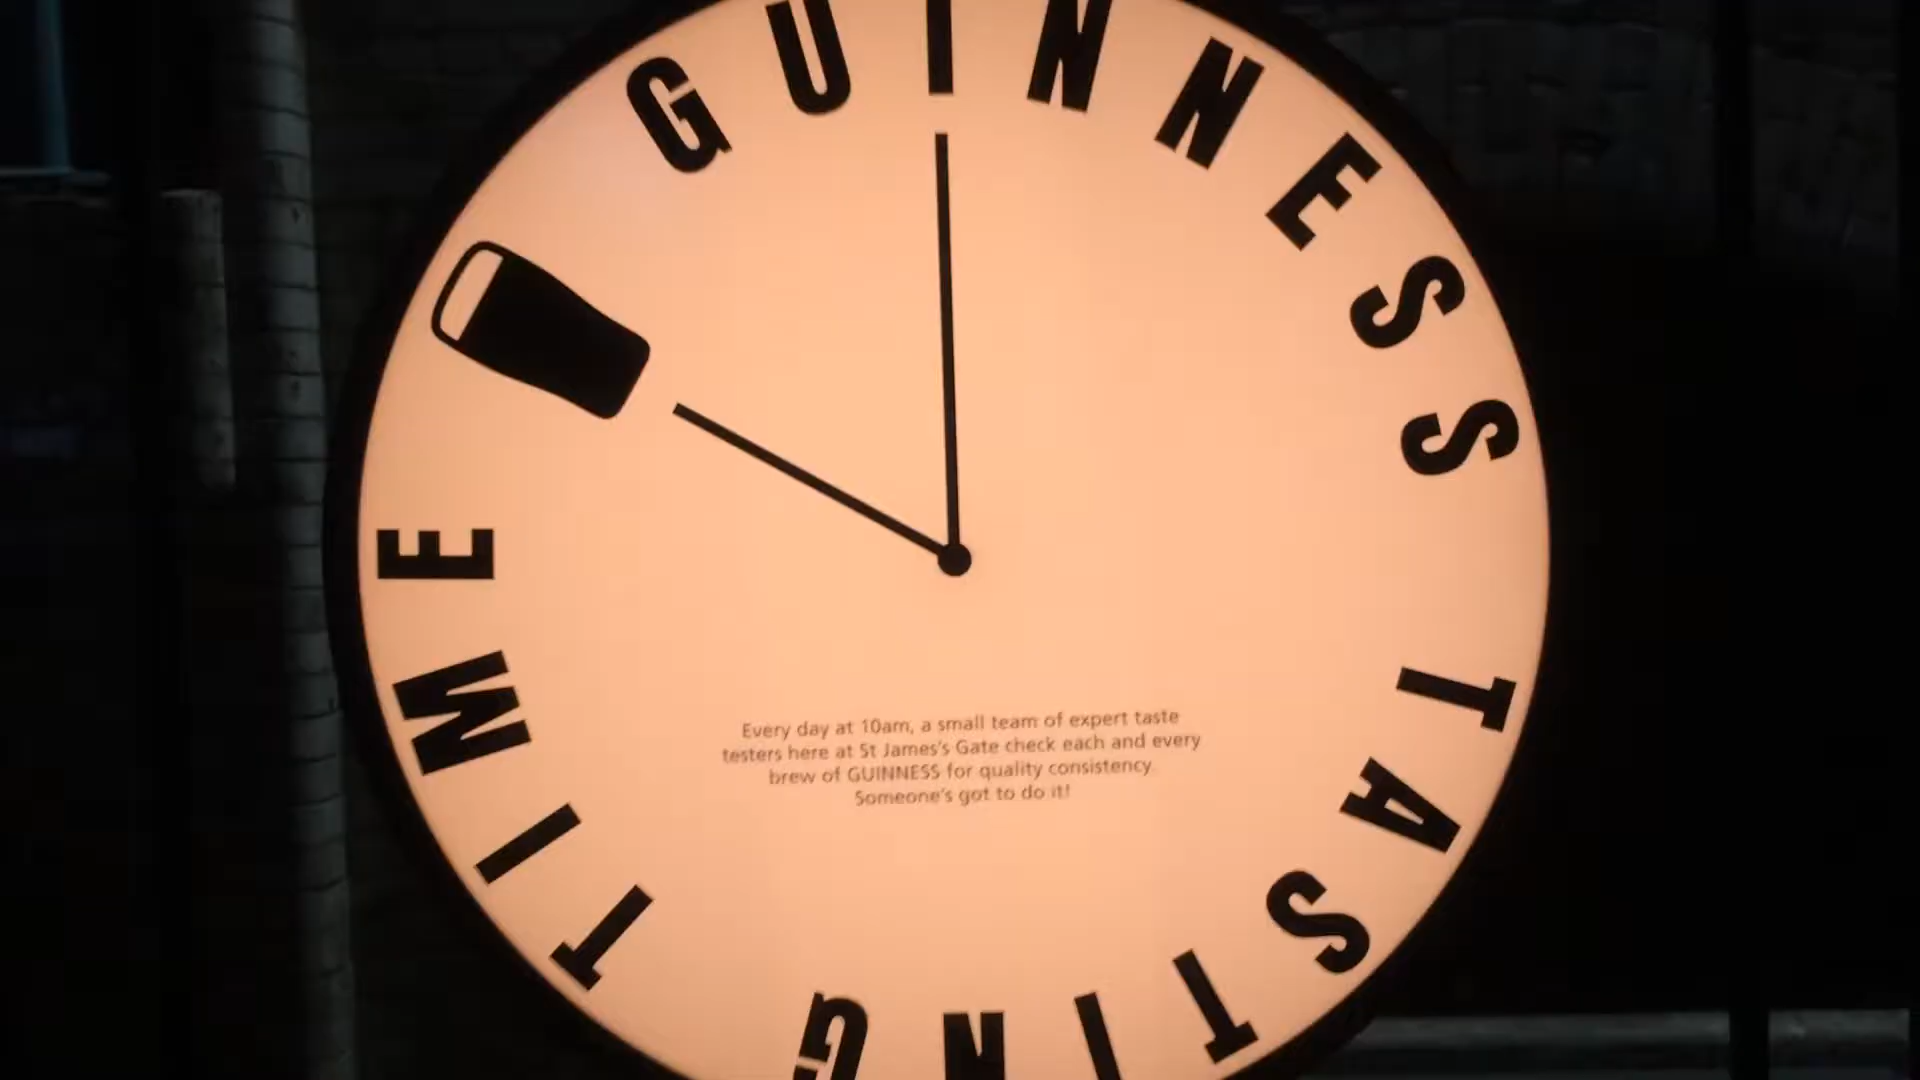 GUINNESS TASTING TIME
Every day at 10am, a small team of expert taste
testers here at St James's Gate check each and every
brew of GUINNESS for quality consistency.
Someone's got to do it!